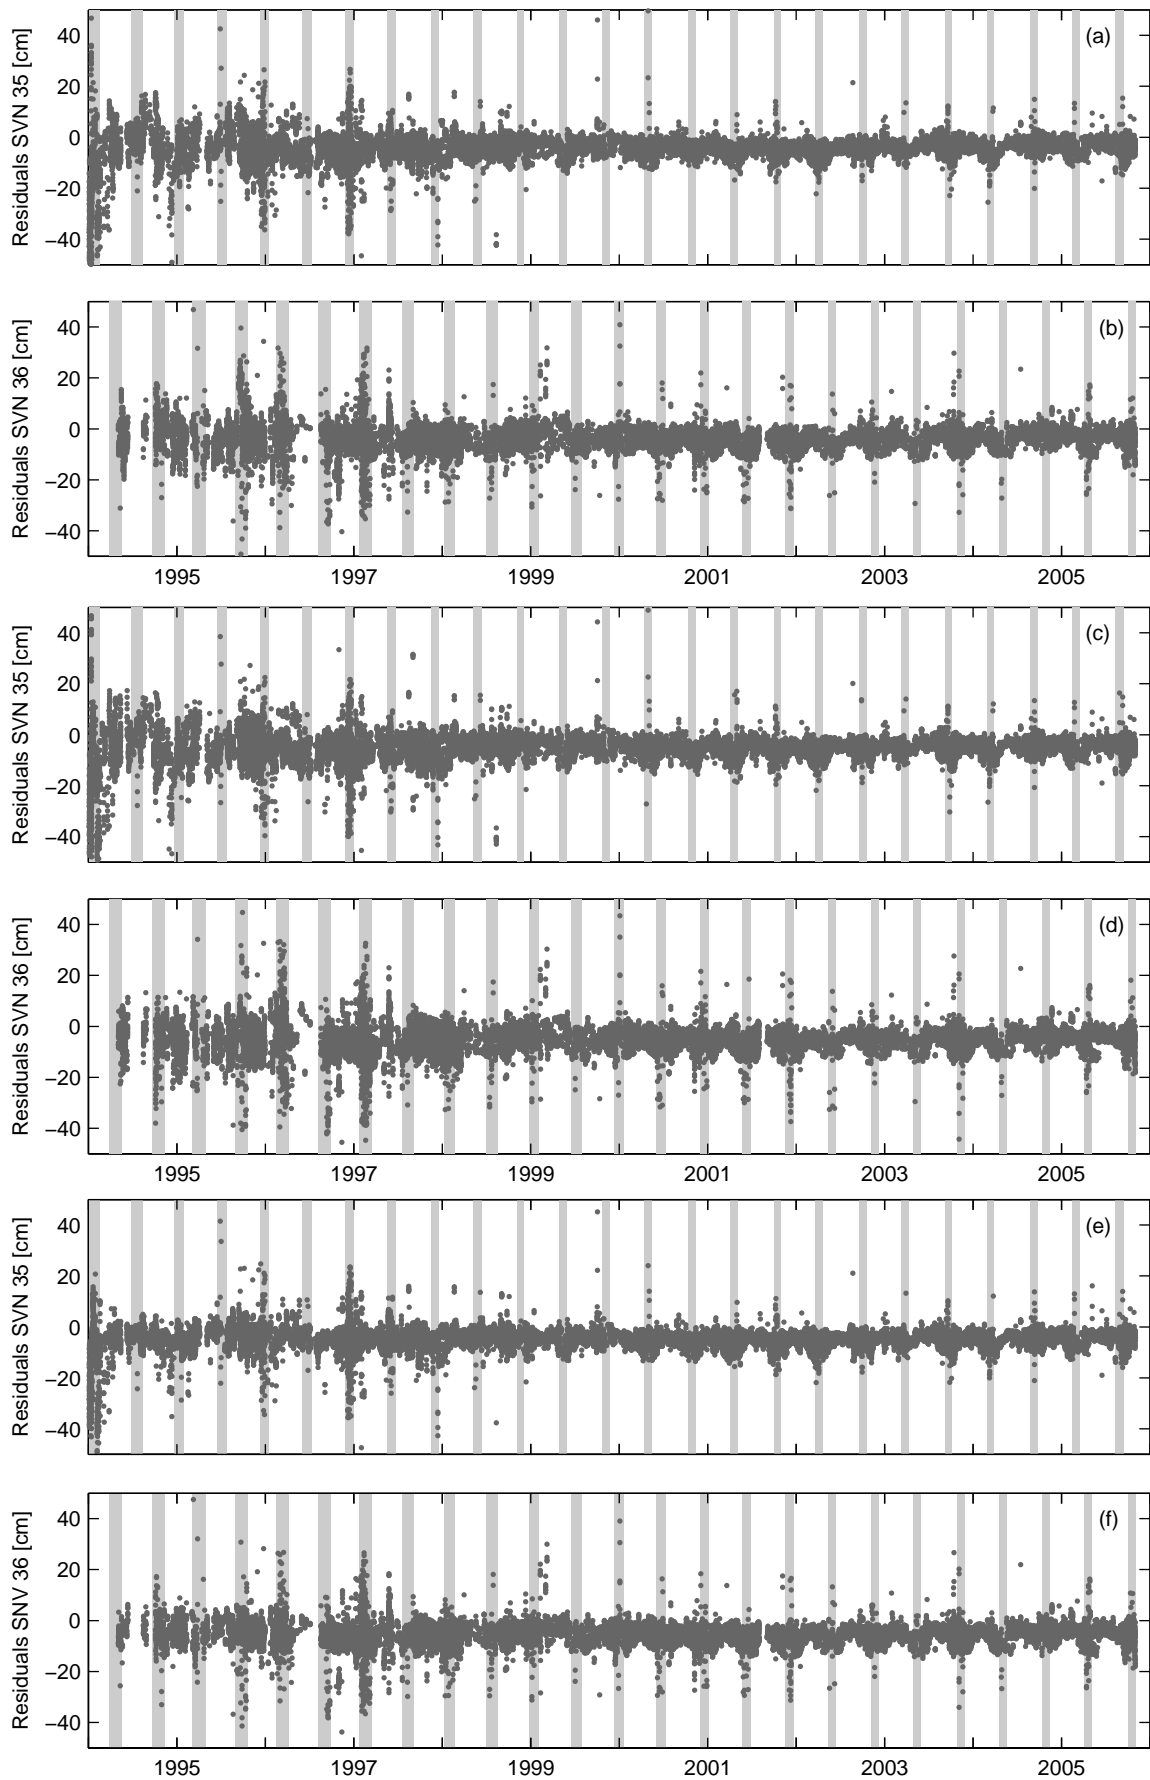 Residuals SVN 35 [cm]
40
20
0
−20
−40
(a)
Residuals SVN 36 [cm]
40
20
0
−20
−40
(b)
1995 1997 1999 2001 2003 2005
Residuals SVN 35 [cm]
40
20
0
−20
−40
(c)
Residuals SVN 36 [cm]
40
20
0
−20
−40
(d)
1995 1997 1999 2001 2003 2005
Residuals SVN 35 [cm]
40
20
0
−20
−40
(e)
Residuals SNV 36 [cm]
40
20
0
−20
−40
(f)
1995 1997 1999 2001 2003 2005